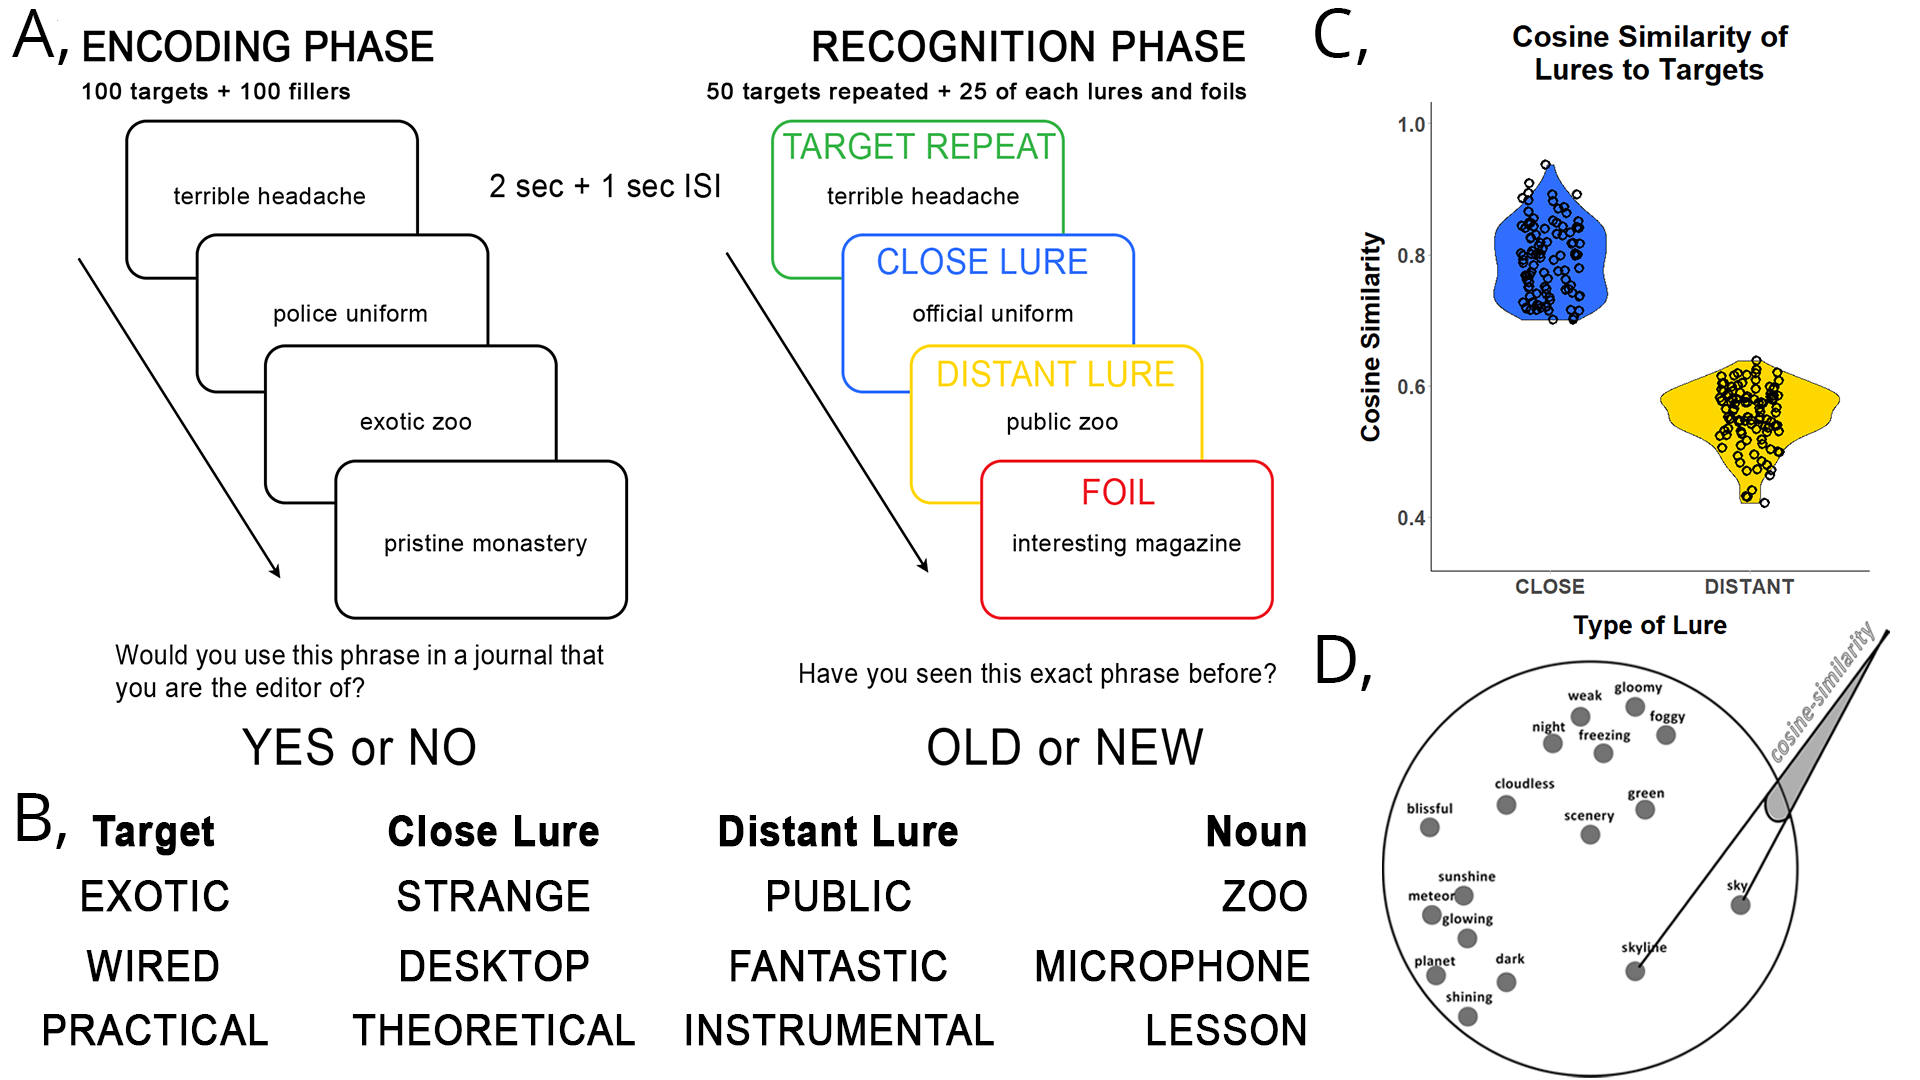 A, ENCODING PHASE
100 targets + 100 fillers
terrible headache
police uniform
exotic zoo
pristine monastery
Would you use this phrase in a journal that
you are the editor of?
YES or NO
2 sec + 1 sec ISI
RECOGNITION PHASE
50 targets repeated + 25 of each lures and foils
TARGET REPEAT
terrible headache
CLOSE LURE
official uniform
DISTANT LURE
public zoo
FOIL
interesting magazine
Have you seen this exact phrase before?
OLD or NEW
B, Target Close Lure Distant Lure Noun
EXOTIC STRANGE PUBLIC ZOO
WIRED DESKTOP FANTASTIC MICROPHONE
PRACTICAL THEORETICAL INSTRUMENTAL LESSON
C, Cosine Similarity of
Lures to Targets
Cosine Similarity
1.0
0.8
0.6
0.4
CLOSE DISTANT
Type of Lure
D,
cosine-similarity
weak gloomy
night foggy
freezing
cloudless
blissful green
scenery
sunshine
meteor sky
glowing
skyline
planet dark
shining